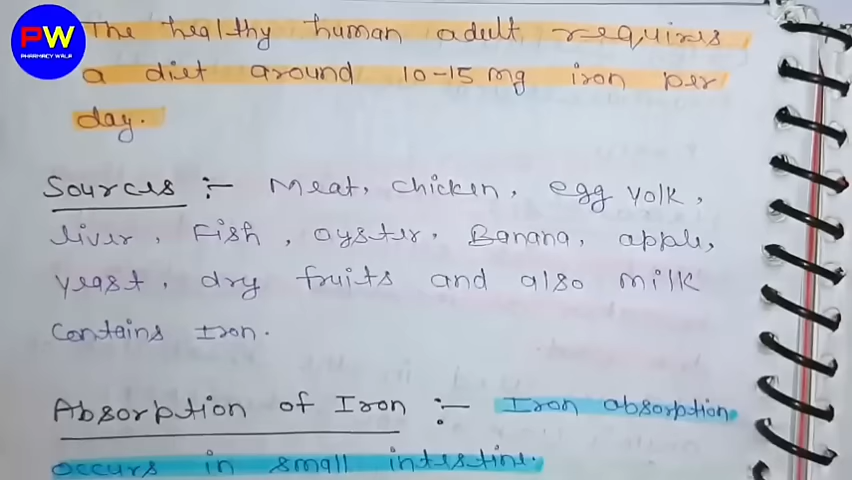 PW
PHARMACY WALA
The healthy human adult requires
a diet around 10-15 mg iron per
day.
Sources :- Meat, chicken, egg yolk,
liver, Fish, oyster, Banana, apple,
yeast, dry fruits and also milk
contains Iron.
Absorption of Iron :- Iron absorption
occurs in small intestine.